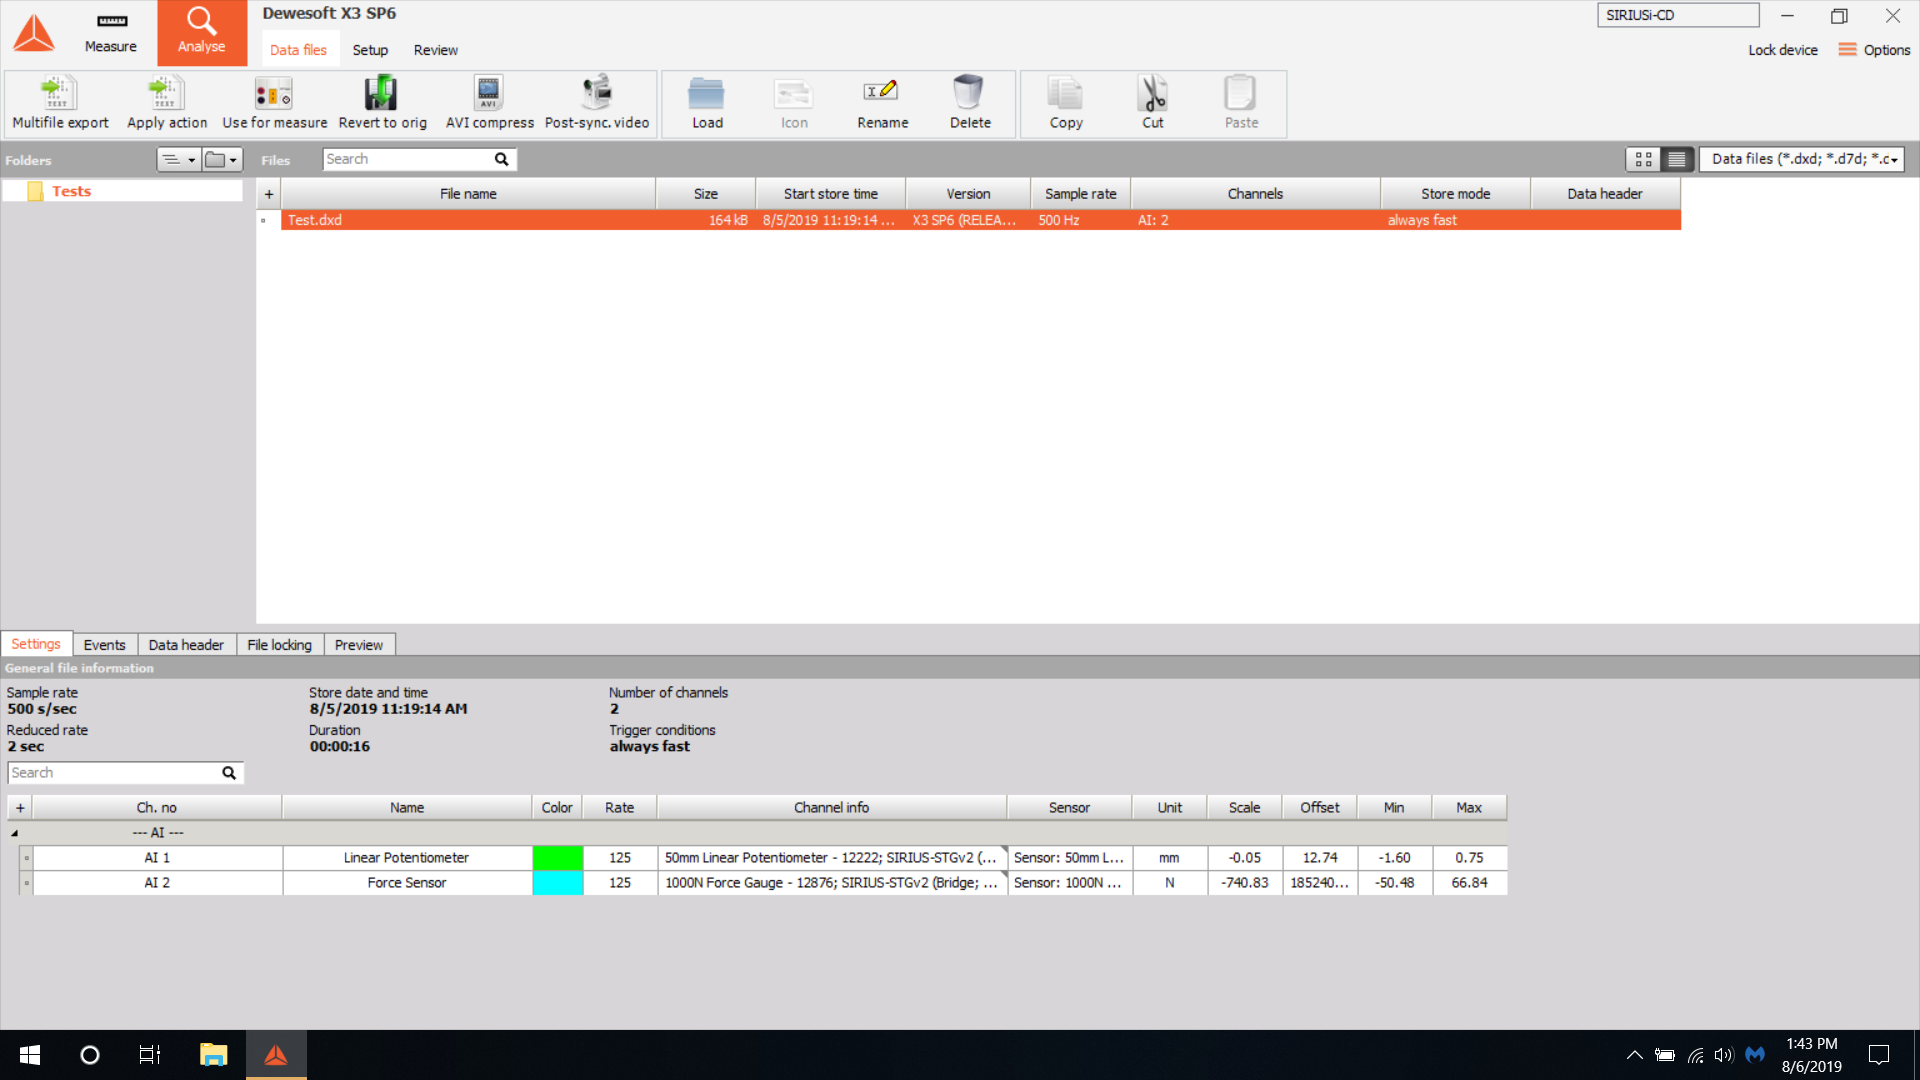 Dewesoft X3 SP6
SIRIUSi-CD
Measure
Analyse
Data files
Setup
Review
Lock device
Options
TEXT
TEXT
AVI
Multifile export
Apply action
Use for measure
Revert to orig
AVI compress
Post-sync. video
Load
Icon
Rename
Delete
Copy
Cut
Paste
Folders
Files
Search
Data files (*.dxd; *.d7d; *.c
Tests
+ File name Size Start store time Version Sample rate Channels Store mode Data header
Test.dxd 164 kB 8/5/2019 11:19:14 ... X3 SP6 (RELEA... 500 Hz AI: 2 always fast
Settings Events Data header File locking Preview
General file information
Sample rate Store date and time Number of channels
500 s/sec 8/5/2019 11:19:14 AM 2
Reduced rate Duration Trigger conditions
2 sec 00:00:16 always fast
Search
+ Ch. no Name Color Rate Channel info Sensor Unit Scale Offset Min Max
--- AI ---
AI 1 Linear Potentiometer 125 50mm Linear Potentiometer - 12222; SIRIUS-STGv2 (... Sensor: 50mm L... mm -0.05 12.74 -1.60 0.75
AI 2 Force Sensor 125 1000N Force Gauge - 12876; SIRIUS-STGv2 (Bridge; ... Sensor: 1000N ... N -740.83 185240... -50.48 66.84
1:43 PM
8/6/2019